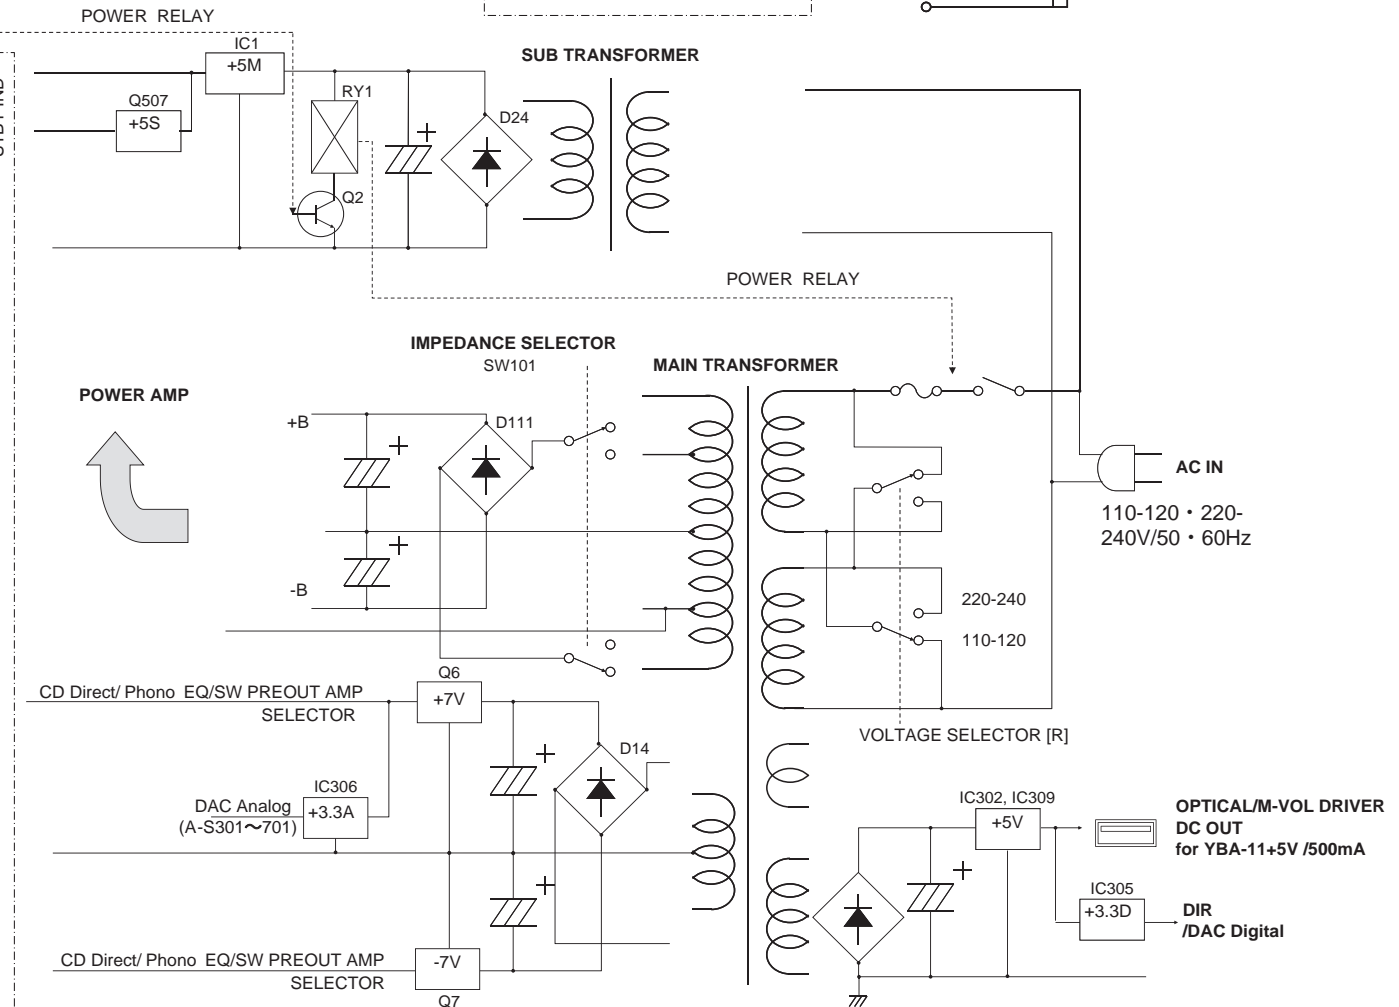 POWER RELAY
IC1
+5M
SUB TRANSFORMER
RY1
Q507
+5S
D24
Q2
POWER RELAY
IMPEDANCE SELECTOR
SW101
MAIN TRANSFORMER
POWER AMP
+B
D111
AC IN
110-120・220-
240V/50・60Hz
-B
220-240
110-120
Q6
CD Direct/ Phono EQ/SW PREOUT AMP
+7V
SELECTOR
VOLTAGE SELECTOR [R]
D14
IC306
DAC Analog
+3.3A
(A-S301～701)
IC302, IC309
+5V
OPTICAL/M-VOL DRIVER
DC OUT
for YBA-11+5V /500mA
IC305
+3.3D
DIR
/DAC Digital
CD Direct/ Phono EQ/SW PREOUT AMP
-7V
SELECTOR
Q7